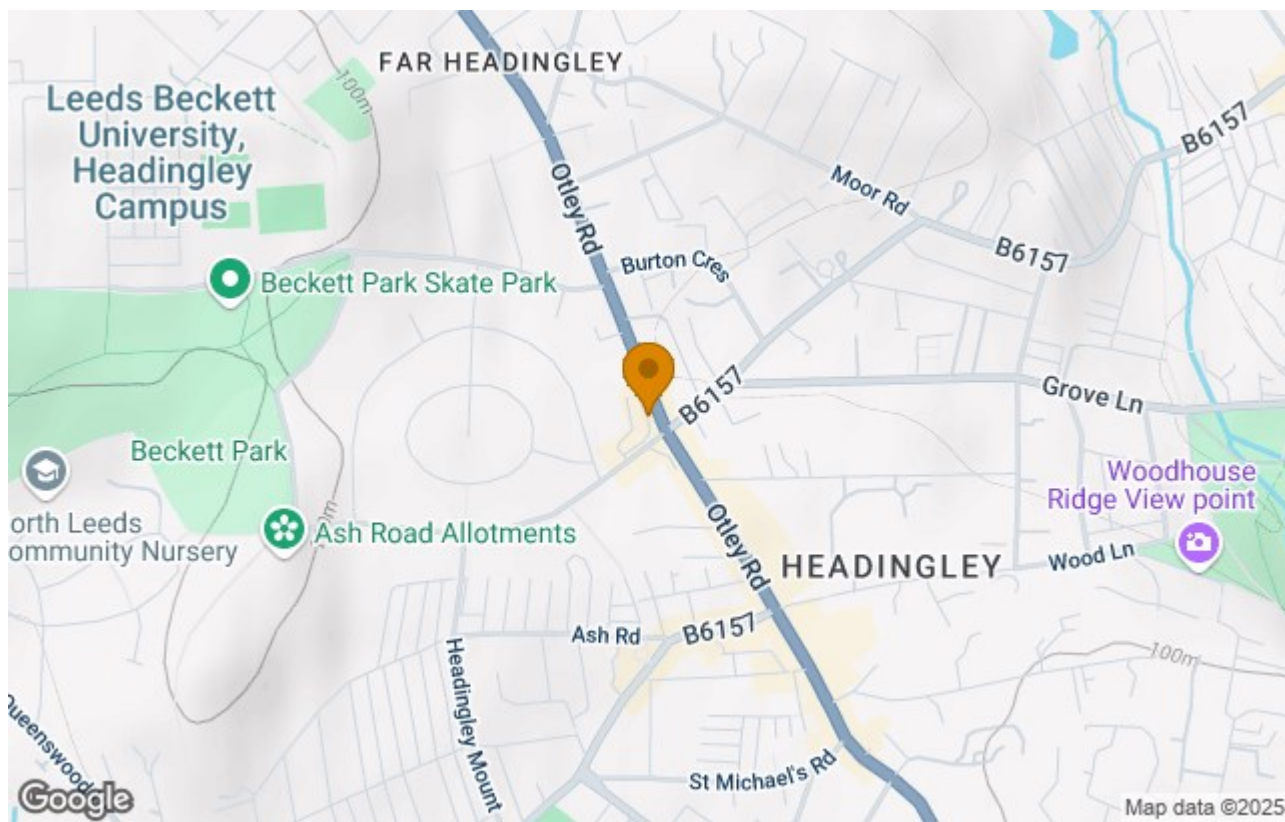 FAR HEADINGLEY
100m
Leeds Beckett
University,
Headingley
Campus
B6157
Otley Rd
Moor Rd
B6157
Burton Cres
Beckett Park Skate Park
B6157
Grove Ln
Beckett Park
Woodhouse
Ridge View point
orth Leeds
ommunity Nursery
Ash Road Allotments
Otley Rd
HEADINGLEY
Wood Ln
Ash Rd
B6157
100m
Headingley Mount
St Michael's Rd
Google
Map data ©2025